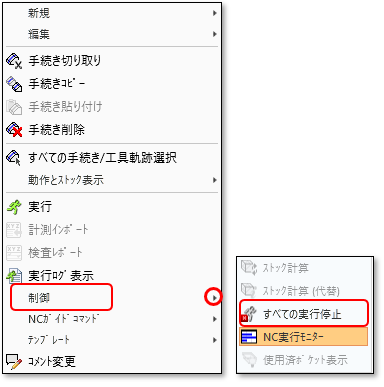 新規
編集
手続き切り取り
手続きｺﾋﾟｰ
手続き貼り付け
手続き削除
すべての手続き/工具軌跡選択
動作とｽﾄｯｸ表示
実行
計測ｲﾝﾎﾟｰﾄ
検査ﾚﾎﾟｰﾄ
実行ﾛｸﾞ表示
制御
NCｶﾞｲﾄﾞｺﾏﾝﾄﾞ
ﾃﾝﾌﾟﾚｰﾄ
ｺﾒﾝﾄ変更
ｽﾄｯｸ計算
ｽﾄｯｸ計算 (代替)
すべての実行停止
NC実行ﾓﾆﾀｰ
使用済ﾎﾟｹｯﾄ表示